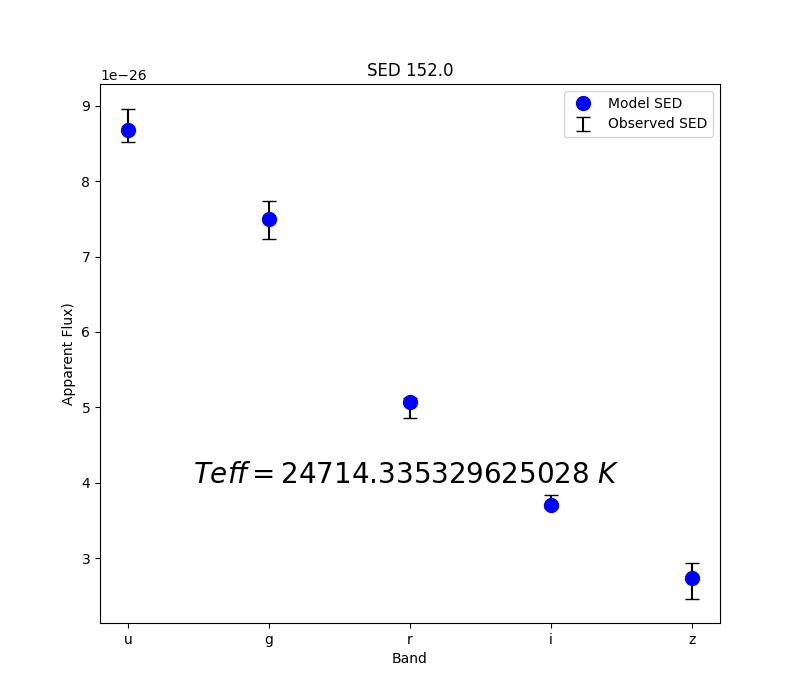 SED 152.0
1e−26
Model SED
Observed SED
9
8
7
6
5
4
3
Apparent Flux)
Teff = 24714.335329625028 K
u g r i z
Band